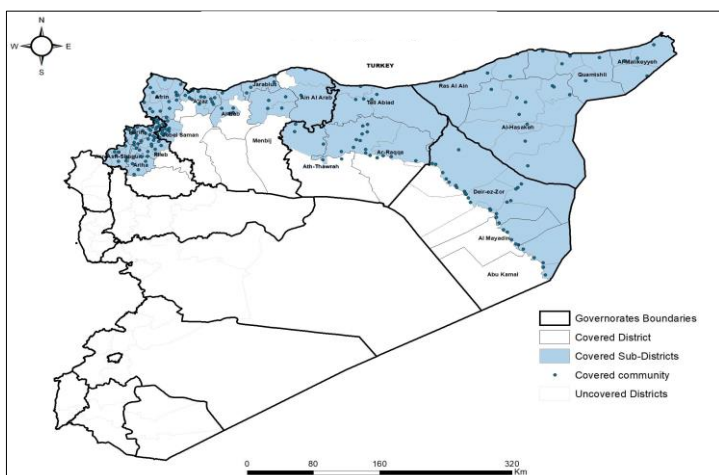 N
W E
S
TURKEY
Jarablus
Afrin
Ain Al Arab
Tall Abiad
Ras Al Ain
Quamishli
Al-Malikeyyeh
Al Bab
Jebel Saman
Menbij
Al-Hasakeh
Idleb
Ariha
Ath-Thawrah
Ar-Raqqa
Deir-ez-Zor
Al Mayadin
Abu Kamal
Governorates Boundaries
Covered District
Covered Sub-Districts
Covered community
Uncovered Districts
0 80 160 320
Km